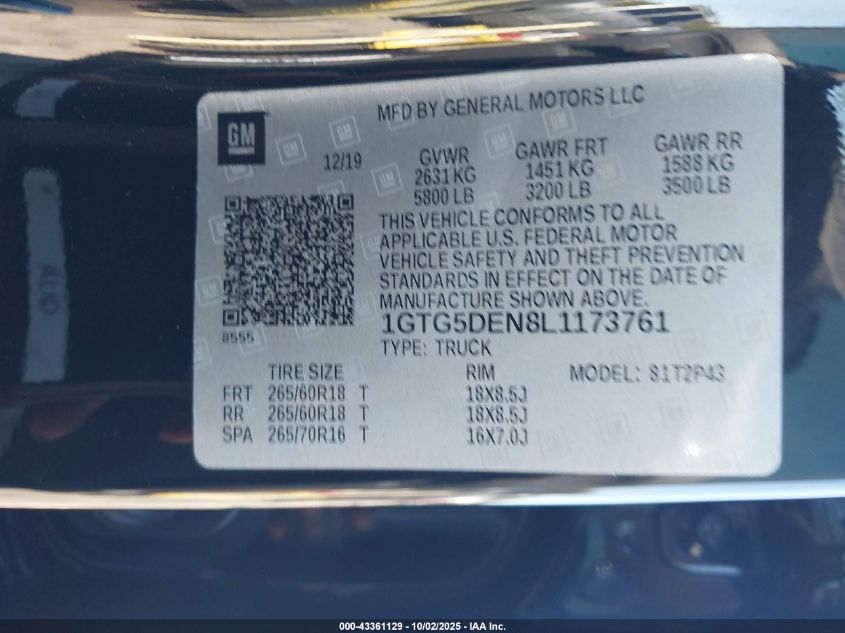 MFD BY GENERAL MOTORS LLC
GM
12/19
GVWR GAWR FRT GAWR RR
2631 KG 1451 KG 1588 KG
5800 LB 3200 LB 3500 LB
THIS VEHICLE CONFORMS TO ALL
APPLICABLE U.S. FEDERAL MOTOR
VEHICLE SAFETY AND THEFT PREVENTION
STANDARDS IN EFFECT ON THE DATE OF
MANUFACTURE SHOWN ABOVE.
8555
1GTG5DEN8L1173761
TYPE: TRUCK
TIRE SIZE RIM MODEL: 81T2P43
FRT 265/60R18 T 18X8.5J
RR 265/60R18 T 18X8.5J
SPA 265/70R16 T 16X7.0J
000-43361129 - 10/02/2025 - IAA Inc.